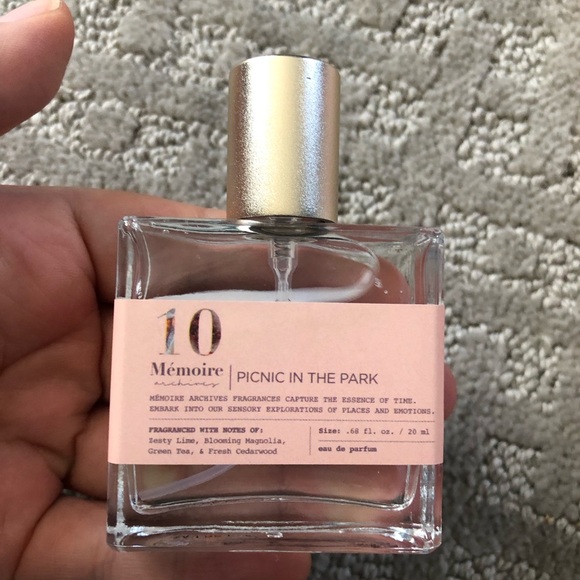 10
Mémoire
archives
PICNIC IN THE PARK
MÉMOIRE ARCHIVES FRAGRANCES CAPTURE THE ESSENCE OF TIME.
EMBARK INTO OUR SENSORY EXPLORATIONS OF PLACES AND EMOTIONS.
FRAGRANCED WITH NOTES OF:
Zesty Lime, Blooming Magnolia,
Green Tea, & Fresh Cedarwood
Size: .68 fl. oz. / 20 ml
eau de parfum